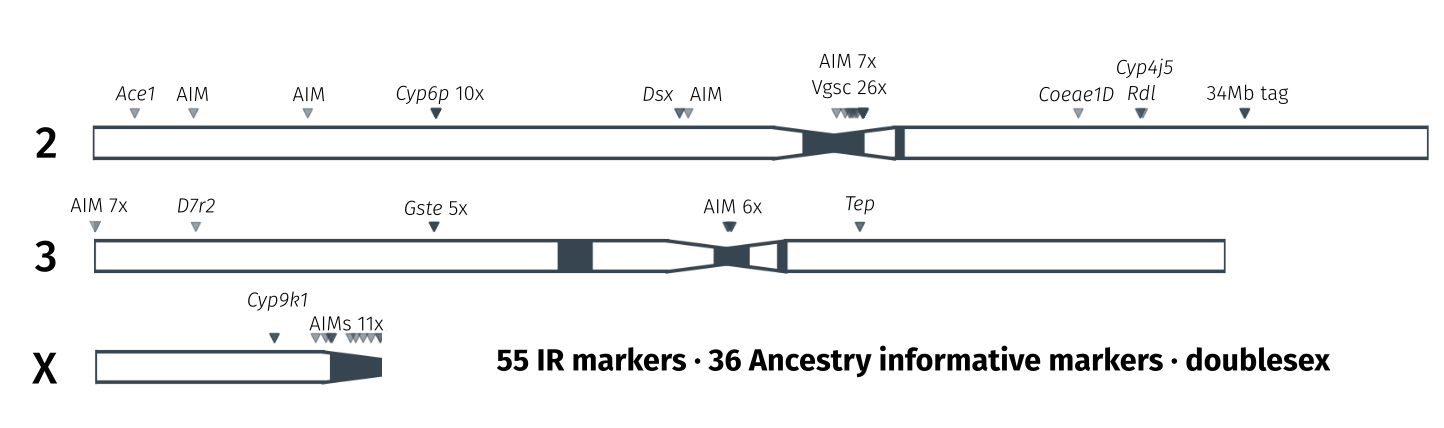 AIM 7x
Cyp4j5
Ace1 AIM AIM Cyp6p 10x Dsx AIM Vgsc 26x Coeae1D Rdl 34Mb tag
2
AIM 7x D7r2 Gste 5x AIM 6x Tep
3
Cyp9k1
AIMs 11x
X
55 IR markers · 36 Ancestry informative markers · doublesex